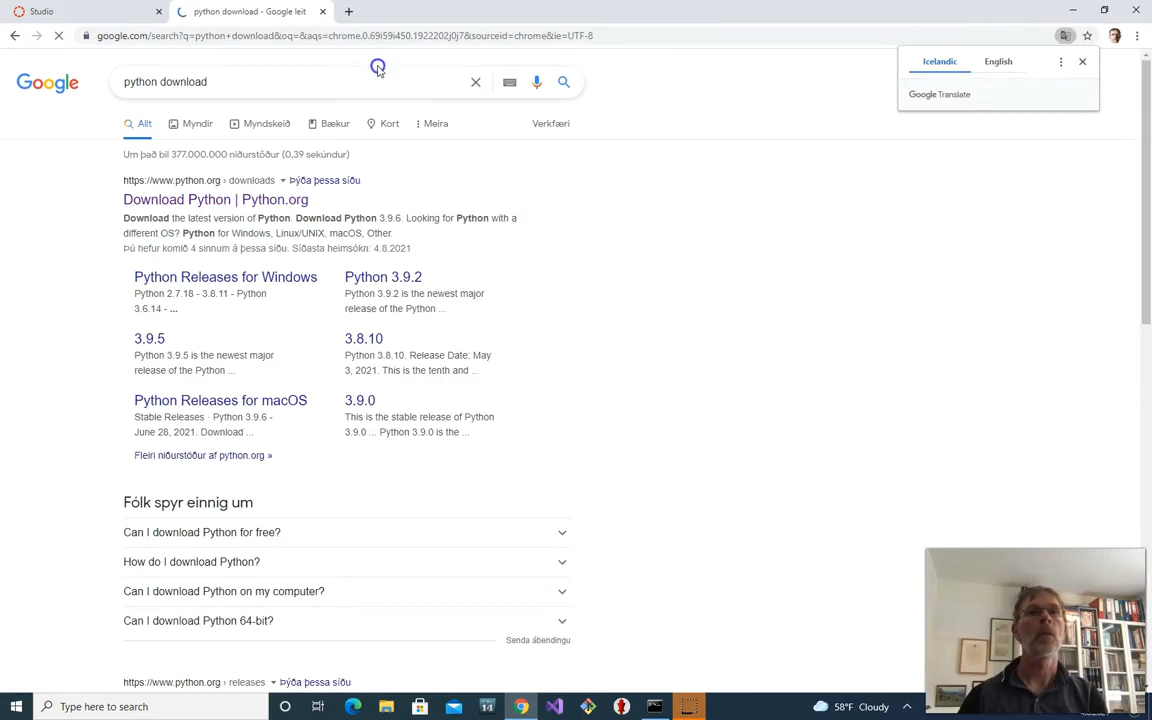 Studio
python download - Google leit
google.com/search?q=python+download&oq=&aqs=chrome.0.69i59i450.1922202j0j7&sourceid=chrome&ie=UTF-8
Icelandic
English
Google Translate
Google
python download
Allt
Myndir
Myndskeið
Bækur
Kort
Meira
Verkfæri
Um það bil 377.000.000 niðurstöður (0,39 sekúndur)
https://www.python.org › downloads Þýða þessa síðu
Download Python | Python.org
Download the latest version of Python. Download Python 3.9.6. Looking for Python with a
different OS? Python for Windows, Linux/UNIX, macOS, Other.
Þú hefur komið 4 sinnum á þessa síðu. Síðasta heimsókn: 4.8.2021
Python Releases for Windows
Python 2.7.18 - 3.8.11 - Python
3.6.14 - ...
Python 3.9.2
Python 3.9.2 is the newest major
release of the Python ...
3.9.5
Python 3.9.5 is the newest major
release of the Python ...
3.8.10
Python 3.8.10. Release Date: May
3, 2021. This is the tenth and ...
Python Releases for macOS
Stable Releases · Python 3.9.6 -
June 28, 2021. Download ...
3.9.0
This is the stable release of Python
3.9.0 ... Python 3.9.0 is the ...
Fleiri niðurstöður af python.org »
Fólk spyr einnig um
Can I download Python for free?
How do I download Python?
Can I download Python on my computer?
Can I download Python 64-bit?
Senda ábendingu
https://www.python.org › releases Þýða þessa síðu
Type here to search
58°F Cloudy